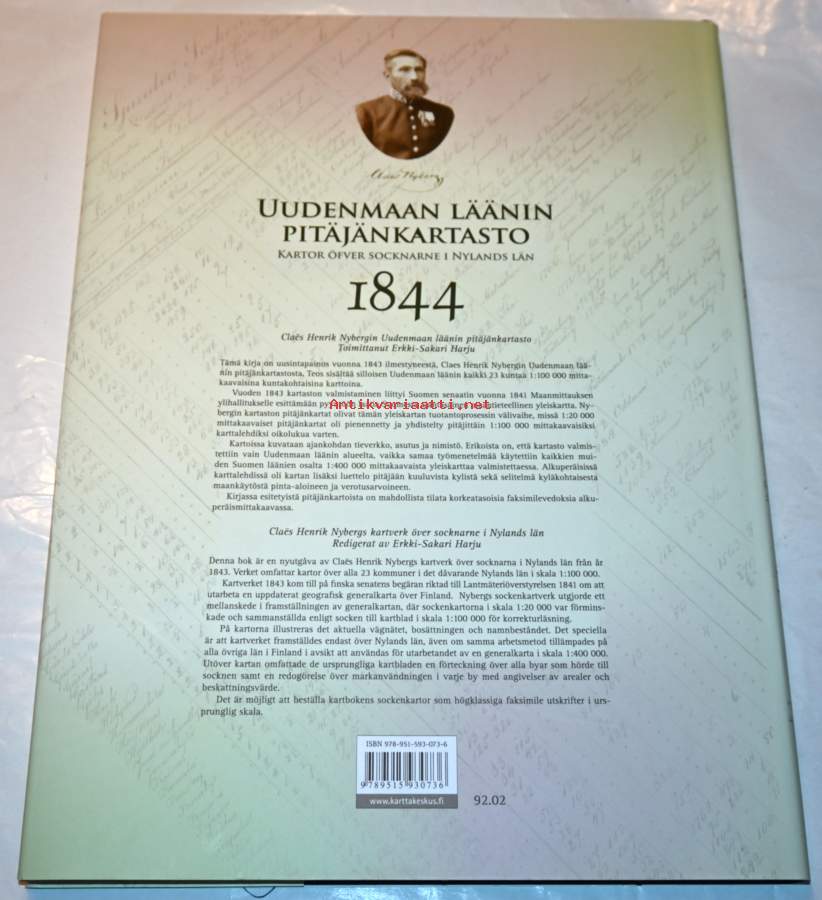 Claës Nyberg
UUDENMAAN LÄÄNIN
PITÄJÄNKARTASTO
KARTOR ÖFVER SOCKNARNE I NYLANDS LÄN
1844
Claës Henrik Nybergin Uudenmaan läänin pitäjänkartasto
Toimittanut Erkki-Sakari Harju
Tämä kirja on uusintapainos vuonna 1843 ilmestyneestä, Claes Henrik Nybergin Uudenmaan lää-
nin pitäjänkartastosta. Teos sisältää silloisen Uudenmaan läänin kaikki 23 kuntaa 1:100 000 mitta-
kaavaisina kuntakohtaisina karttoina.
Vuoden 1843 kartaston valmistaminen liittyi Suomen senaatin vuonna 1841 Maanmittauksen
ylihallitukselle esittämään
Antikvariaatti.net
yleiskartta. Ny-
bergin kartaston pitäjänkartat olivat tämän yleiskartan tuotantoprosessin välivaihe, missä 1:20 000
mittakaavaiset pitäjänkartat oli pienennetty ja yhdistelty pitäjittäin 1:100 000 mittakaavaisiksi
karttalehdiksi oikolukua varten.
Kartoissa kuvataan ajankohdan tieverkko, asutus ja nimistö. Erikoista on, että kartasto valmis-
tettiin vain Uudenmaan läänin alueelta, vaikka samaa työmenetelmää käytettiin kaikkien mui-
den Suomen läänien osalta 1:400 000 mittakaavaista yleiskarttaa valmistettaessa. Alkuperäisissä
karttalehdissä oli kartan lisäksi luettelo pitäjään kuuluvista kylistä sekä selitelmä kyläkohtaisesta
maankäytöstä pinta-aloineen ja verotusarvoineen.
Kirjassa esitetyistä pitäjänkartoista on mahdollista tilata korkeatasoisia faksimilevedoksia alku-
peräismittakaavassa.
Claës Henrik Nybergs kartverk över socknarne i Nylands län
Redigerat av Erkki-Sakari Harju
Denna bok är en nyutgåva av Claës Henrik Nybergs kartverk över socknarna i Nylands län från år
1843. Verket omfattar kartor över alla 23 kommuner i det dåvarande Nylands län i skala 1:100 000.
Kartverket 1843 kom till på finska senatens begäran riktad till Lantmäteriöverstyrelsen 1841 om att
utarbeta en uppdaterat geografisk generalkarta över Finland. Nybergs sockenkartverk utgjorde ett
mellanskede i framställningen av generalkartan, där sockenkartorna i skala 1:20 000 var förmins-
kade och sammanställda enligt socken till kartblad i skala 1:100 000 för korrekturläsning.
På kartorna illustreras det aktuella vägnätet, bosättningen och namnbeståndet. Det speciella
är att kartverket framställdes endast över Nylands län, även om samma arbetsmetod tillämpades på
alla övriga län i Finland i avsikt att användas för utarbetandet av en generalkarta i skala 1:400 000.
Utöver kartan omfattade de ursprungliga kartbladen en förteckning över alla byar som hörde till
socknen samt en redogörelse över markanvändningen i varje by med angivelser av arealer och
beskattningsvärde.
Det är möjligt att beställa kartbokens sockenkartor som högklassiga faksimile utskrifter i urs-
prunglig skala.
ISBN 978-951-593-073-6
9789515930736
www.karttakeskus.fi
92.02